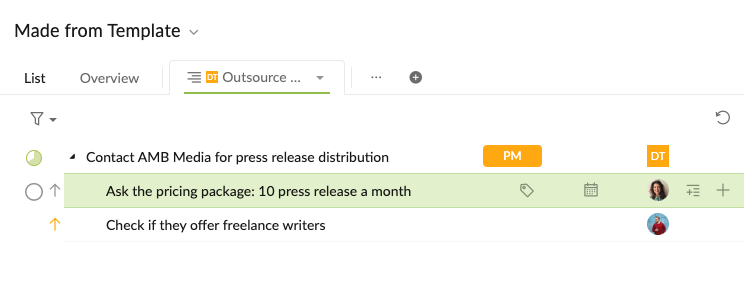 Made from Template
List Overview DT Outsource ... ...
Contact AMB Media for press release distribution PM DT
Ask the pricing package: 10 press release a month
Check if they offer freelance writers